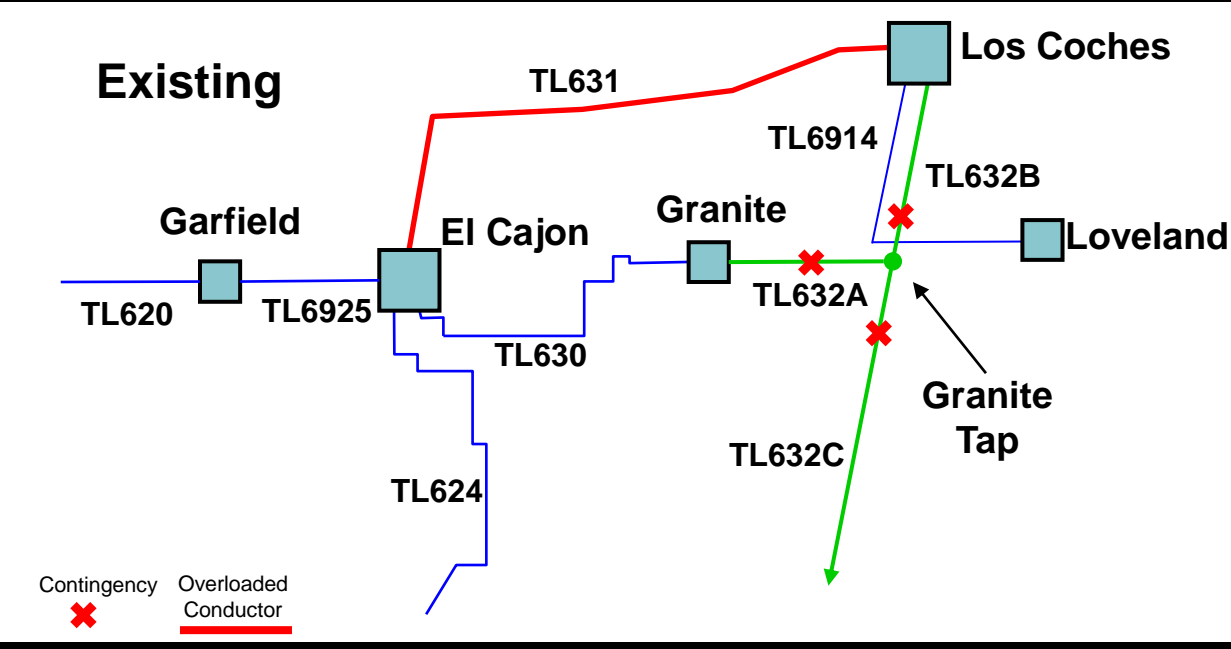 Existing
Los Coches
TL631
TL6914
TL632B
Garfield
El Cajon
Granite
Loveland
TL620
TL6925
TL632A
TL630
Granite
Tap
TL632C
TL624
Contingency
Overloaded
Conductor